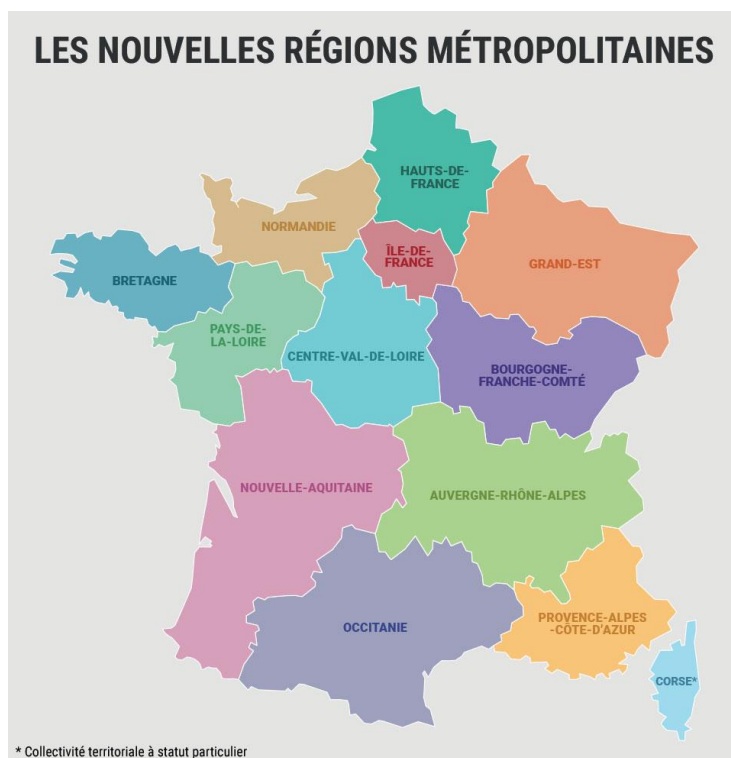 LES NOUVELLES RÉGIONS MÉTROPOLITAINES
HAUTS-DE-
FRANCE
NORMANDIE
ÎLE-DE-
FRANCE
GRAND-EST
BRETAGNE
PAYS-DE-
LA-LOIRE
CENTRE-VAL-DE-LOIRE
BOURGOGNE-
FRANCHE-COMTÉ
NOUVELLE-AQUITAINE
AUVERGNE-RHÔNE-ALPES
OCCITANIE
PROVENCE-ALPES
-CÔTE-D'AZUR
CORSE*
* Collectivité territoriale à statut particulier